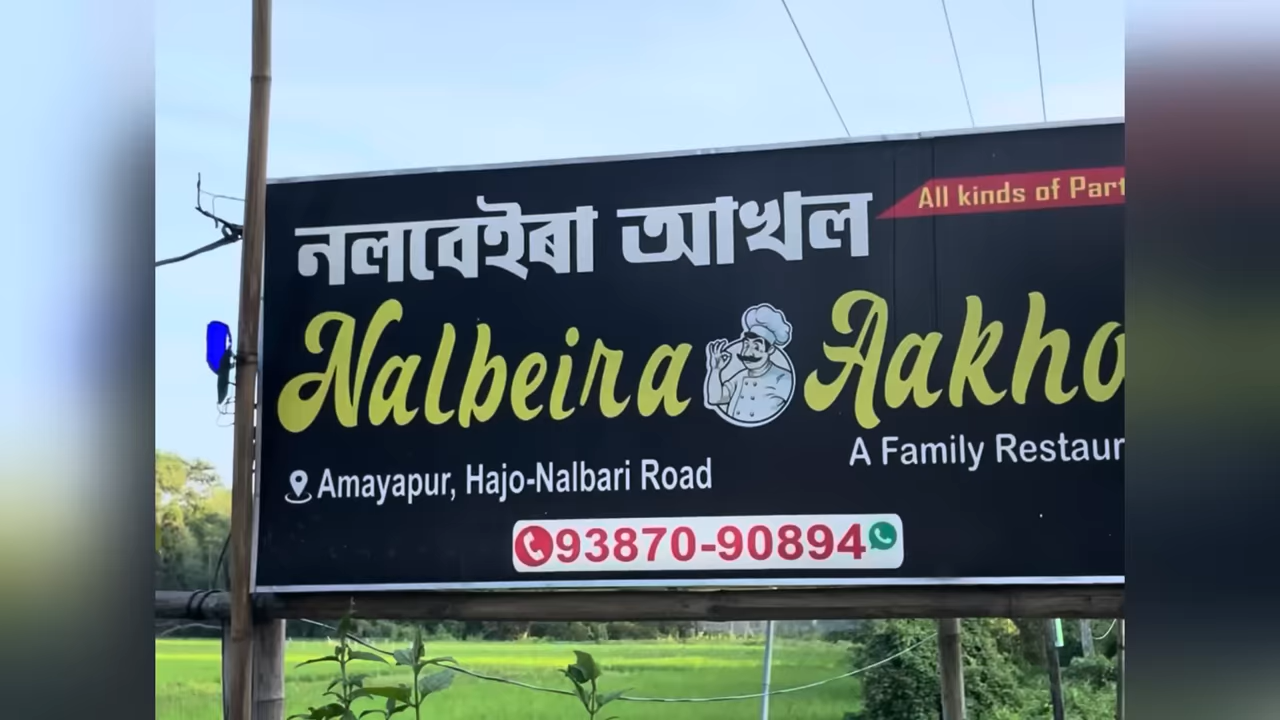 নলবেইৰা আখল
All kinds of Part
Nalbeira Aakho
A Family Restaur
Amayapur, Hajo-Nalbari Road
93870-90894